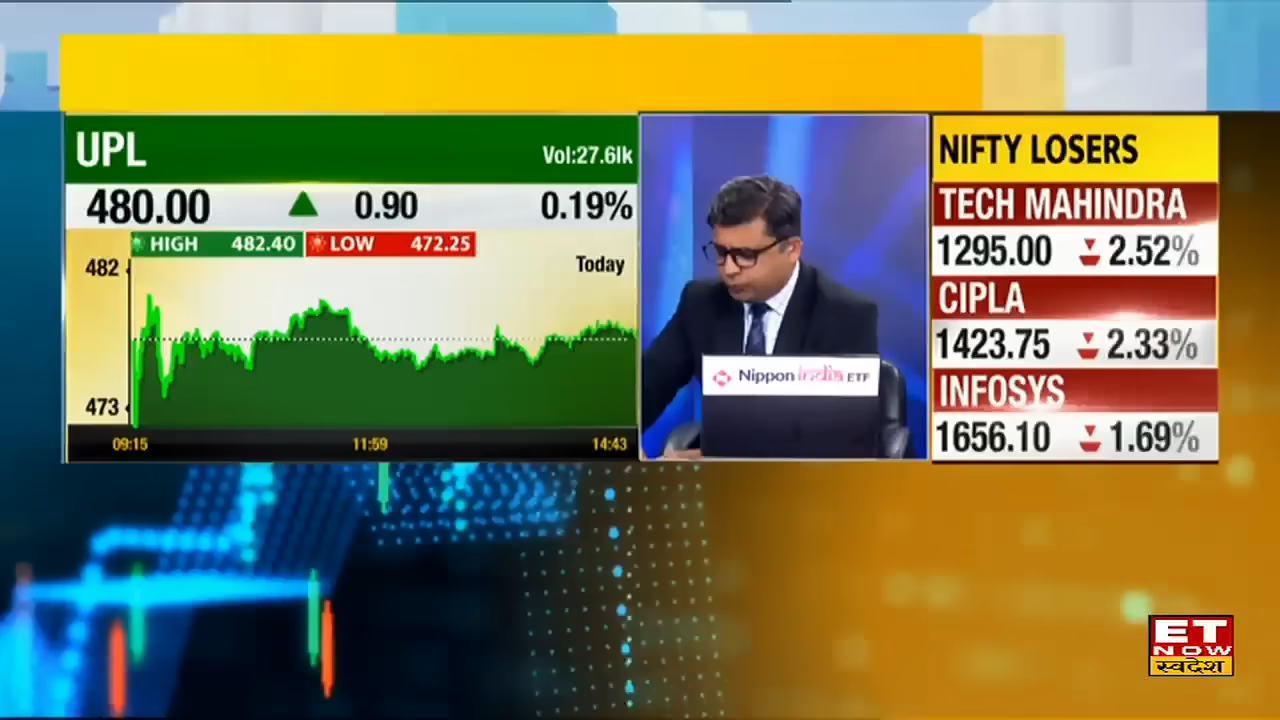 UPL
Vol:27.6lk
480.00 0.90 0.19%
HIGH 482.40 LOW 472.25
Today
482
473
09:15 11:59 14:43
Nippon india ETF
NIFTY LOSERS
TECH MAHINDRA
1295.00 2.52%
CIPLA
1423.75 2.33%
INFOSYS
1656.10 1.69%
ET
NOW
स्वदेश